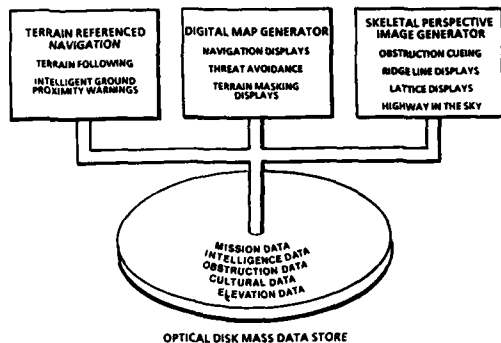 TERRAIN REFERENCED
NAVIGATION
TERRAIN FOLLOWING
INTELLIGENT GROUND
PROXIMITY WARNINGS
DIGITAL MAP GENERATOR
NAVIGATION DISPLAYS
THREAT AVOIDANCE
TERRAIN MASKING
DISPLAYS
SKELETAL PERSPECTIVE
IMAGE GENERATOR
OBSTRUCTION CUEING
RIDGE LINE DISPLAYS
LATTICE DISPLAYS
HIGHWAY IN THE SKY
MISSION DATA
INTELLIGENCE DATA
OBSTRUCTION DATA
CULTURAL DATA
ELEVATION DATA
OPTICAL DISK MASS DATA STORE